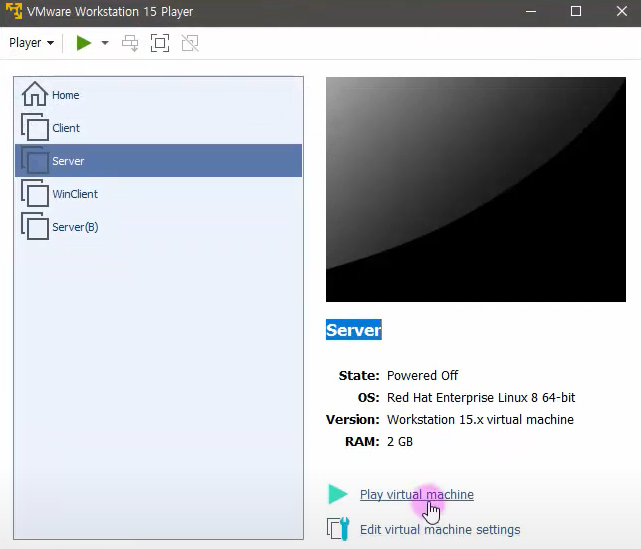 VMware Workstation 15 Player
Player
Home
Client
Server
WinClient
Server(B)
Server
State: Powered Off
OS: Red Hat Enterprise Linux 8 64-bit
Version: Workstation 15.x virtual machine
RAM: 2 GB
Play virtual machine
Edit virtual machine settings